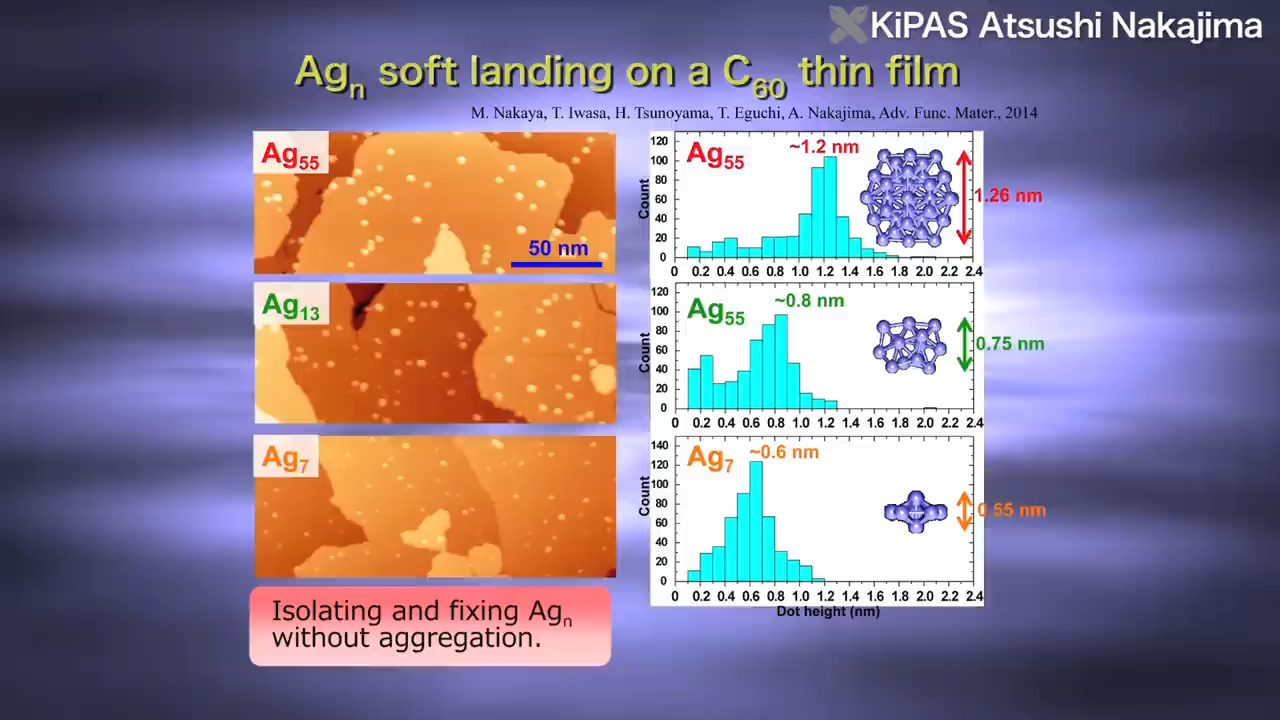 KiPAS Atsushi Nakajima
Agn soft landing on a C60 thin film
M. Nakaya, T. Iwasa, H. Tsunoyama, T. Eguchi, A. Nakajima, Adv. Func. Mater., 2014
Ag55
50 nm
Ag13
Ag7
Isolating and fixing Agn
without aggregation.
120
100
80
60
40
20
0
Count
Ag55
~1.2 nm
1.26 nm
0 0.2 0.4 0.6 0.8 1.0 1.2 1.4 1.6 1.8 2.0 2.2 2.4
120
100
80
60
40
20
0
Count
Ag55
~0.8 nm
0.75 nm
0 0.2 0.4 0.6 0.8 1.0 1.2 1.4 1.6 1.8 2.0 2.2 2.4
140
120
100
80
60
40
20
0
Count
Ag7
~0.6 nm
0.55 nm
0 0.2 0.4 0.6 0.8 1.0 1.2 1.4 1.6 1.8 2.0 2.2 2.4
Dot height (nm)